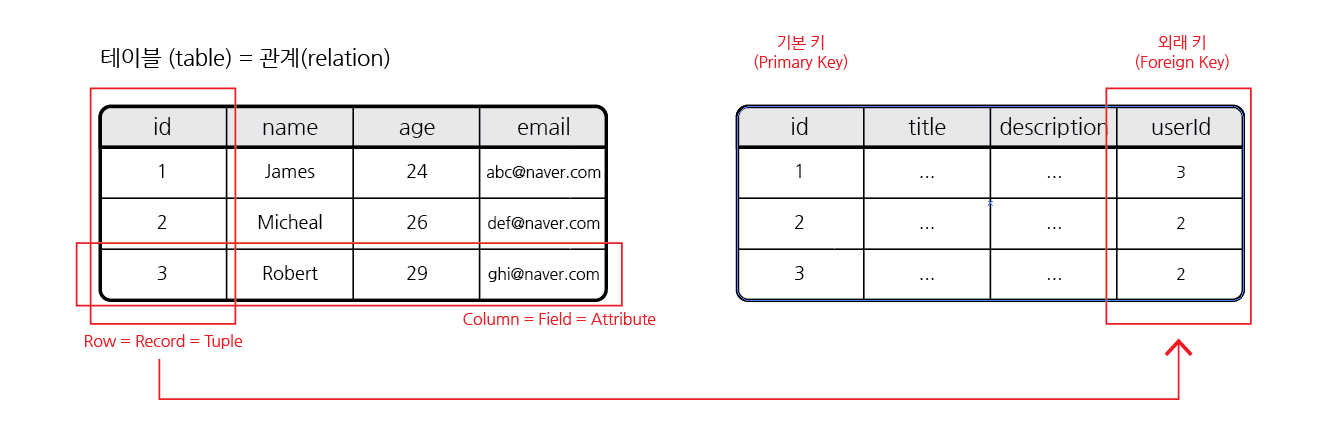 테이블 (table) = 관계(relation)
기본 키
(Primary Key)
외래 키
(Foreign Key)
id name age email
1 James 24 abc@naver.com
2 Micheal 26 def@naver.com
3 Robert 29 ghi@naver.com
Column = Field = Attribute
Row = Record = Tuple
id title description userId
1 ... ... 3
2 ... ... 2
3 ... ... 2